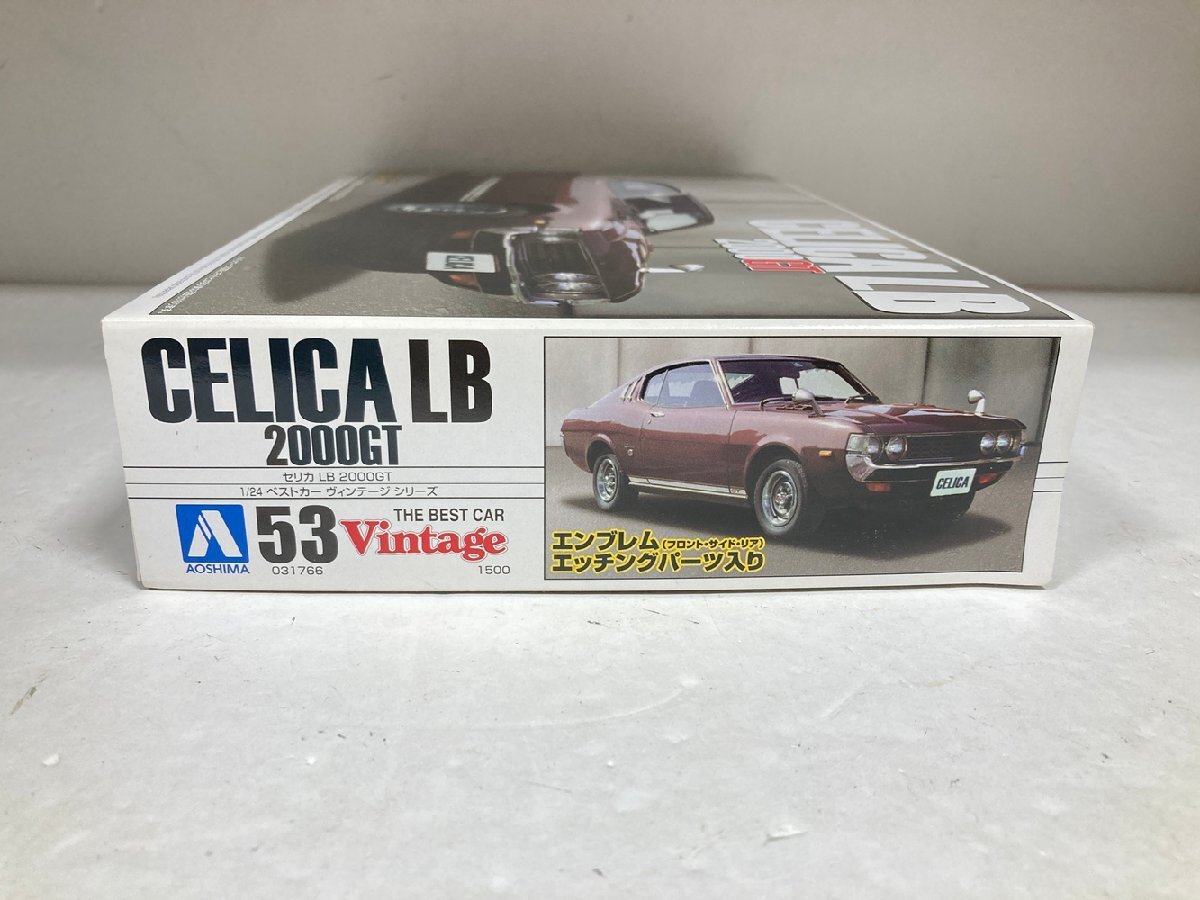 CELICA LB
2000GT
CELICA LB
2000GT
セリカ LB 2000GT
1/24 ベストカー ヴィンテージ シリーズ
AOSHIMA
53
031766
THE BEST CAR
Vintage
1500
CELICA
エンブレム(フロント・サイド・リア)
エッチングパーツ入り